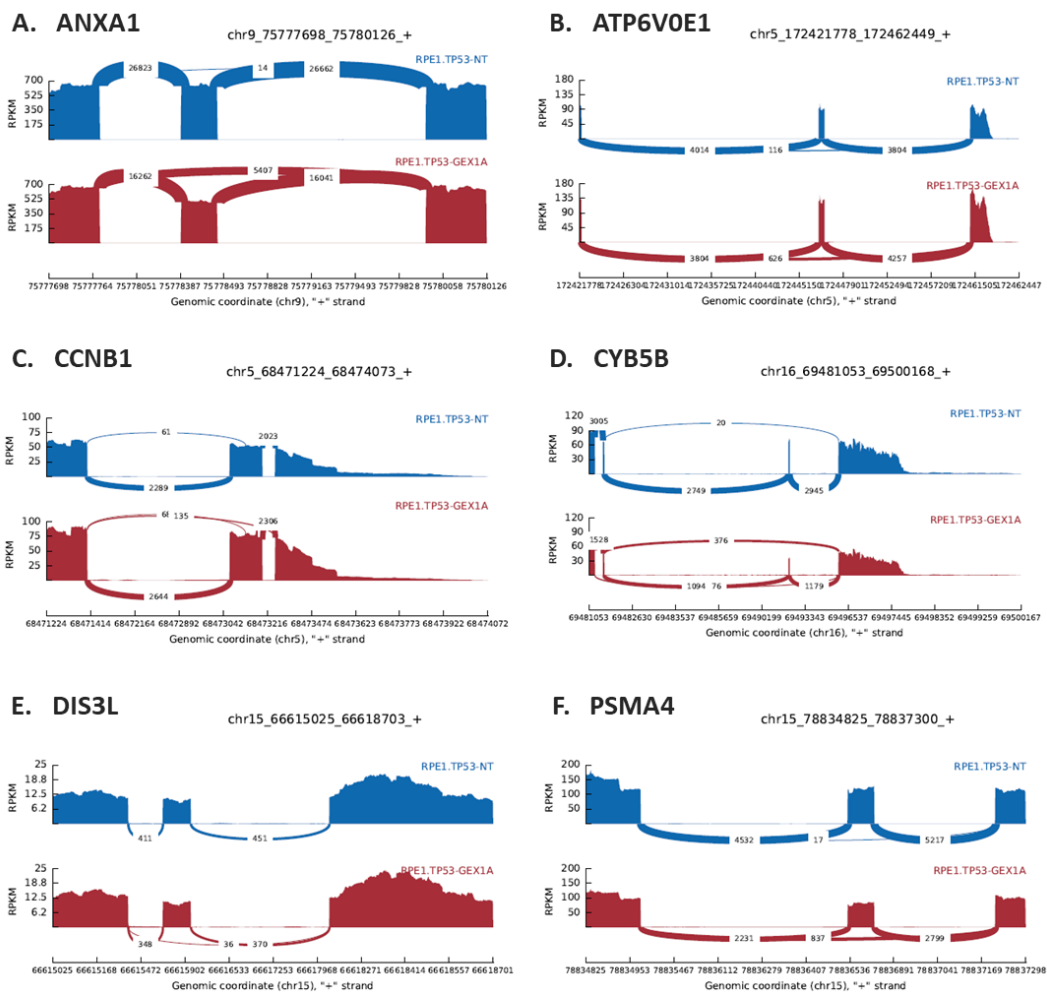 A. ANXA1
chr9_75777698_75780126_+
RPE1.TP53-NT
RPKM
700
525
350
175
26823
14
26662
RPE1.TP53-GEX1A
RPKM
700
525
350
175
16262
5407
16041
75777698 75777764 75778051 75778387 75778493 75778828 75779163 75779493 75779828 75780058 75780126
Genomic coordinate (chr9), "+" strand
B. ATP6V0E1
chr5_172421778_172462449_+
RPE1.TP53-NT
RPKM
180
135
90
45
4014
116
3804
RPE1.TP53-GEX1A
RPKM
180
135
90
45
3804
626
4257
172421778 172426304 172431014 172435725 172440440 172445150 172447901 172452494 172457209 172461505 172462447
Genomic coordinate (chr5), "+" strand
C. CCNB1
chr5_68471224_68474073_+
RPE1.TP53-NT
RPKM
100
75
50
25
61
2023
2289
RPE1.TP53-GEX1A
RPKM
100
75
50
25
135
2306
2644
68471224 68471414 68472164 68472892 68473042 68473216 68473474 68473623 68473773 68473922 68474072
Genomic coordinate (chr5), "+" strand
D. CYB5B
chr16_69481053_69500168_+
RPE1.TP53-NT
RPKM
120
90
60
30
3005
20
2749
2945
RPE1.TP53-GEX1A
RPKM
120
90
60
30
1528
376
1094
76
1179
69481053 69482630 69483537 69485659 69490199 69493343 69496537 69497445 69498352 69499259 69500167
Genomic coordinate (chr16), "+" strand
E. DIS3L
chr15_66615025_66618703_+
RPE1.TP53-NT
RPKM
25
18.8
12.5
6.2
411
451
RPE1.TP53-GEX1A
RPKM
25
18.8
12.5
6.2
348
36
370
66615025 66615168 66615472 66615902 66616533 66617253 66617968 66618271 66618414 66618557 66618701
Genomic coordinate (chr15), "+" strand
F. PSMA4
chr15_78834825_78837300_+
RPE1.TP53-NT
RPKM
200
150
100
50
4532
17
5217
RPE1.TP53-GEX1A
RPKM
200
150
100
50
2231
837
2799
78834825 78834953 78835467 78836112 78836279 78836407 78836536 78836891 78837041 78837169 78837298
Genomic coordinate (chr15), "+" strand